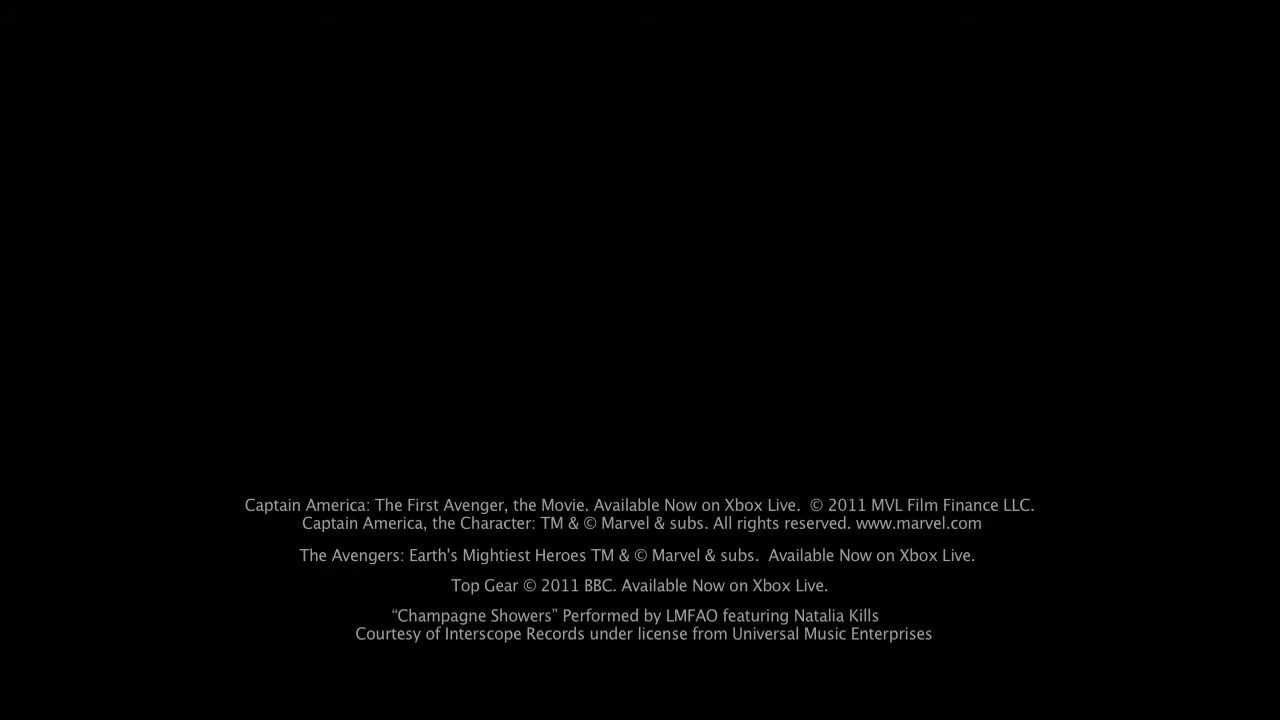 Captain America: The First Avenger, the Movie. Available Now on Xbox Live.  © 2011 MVL Film Finance LLC.
Captain America, the Character: TM & © Marvel & subs. All rights reserved. www.marvel.com
The Avengers: Earth's Mightiest Heroes TM & © Marvel & subs.  Available Now on Xbox Live.
Top Gear © 2011 BBC. Available Now on Xbox Live.
“Champagne Showers” Performed by LMFAO featuring Natalia Kills
Courtesy of Interscope Records under license from Universal Music Enterprises